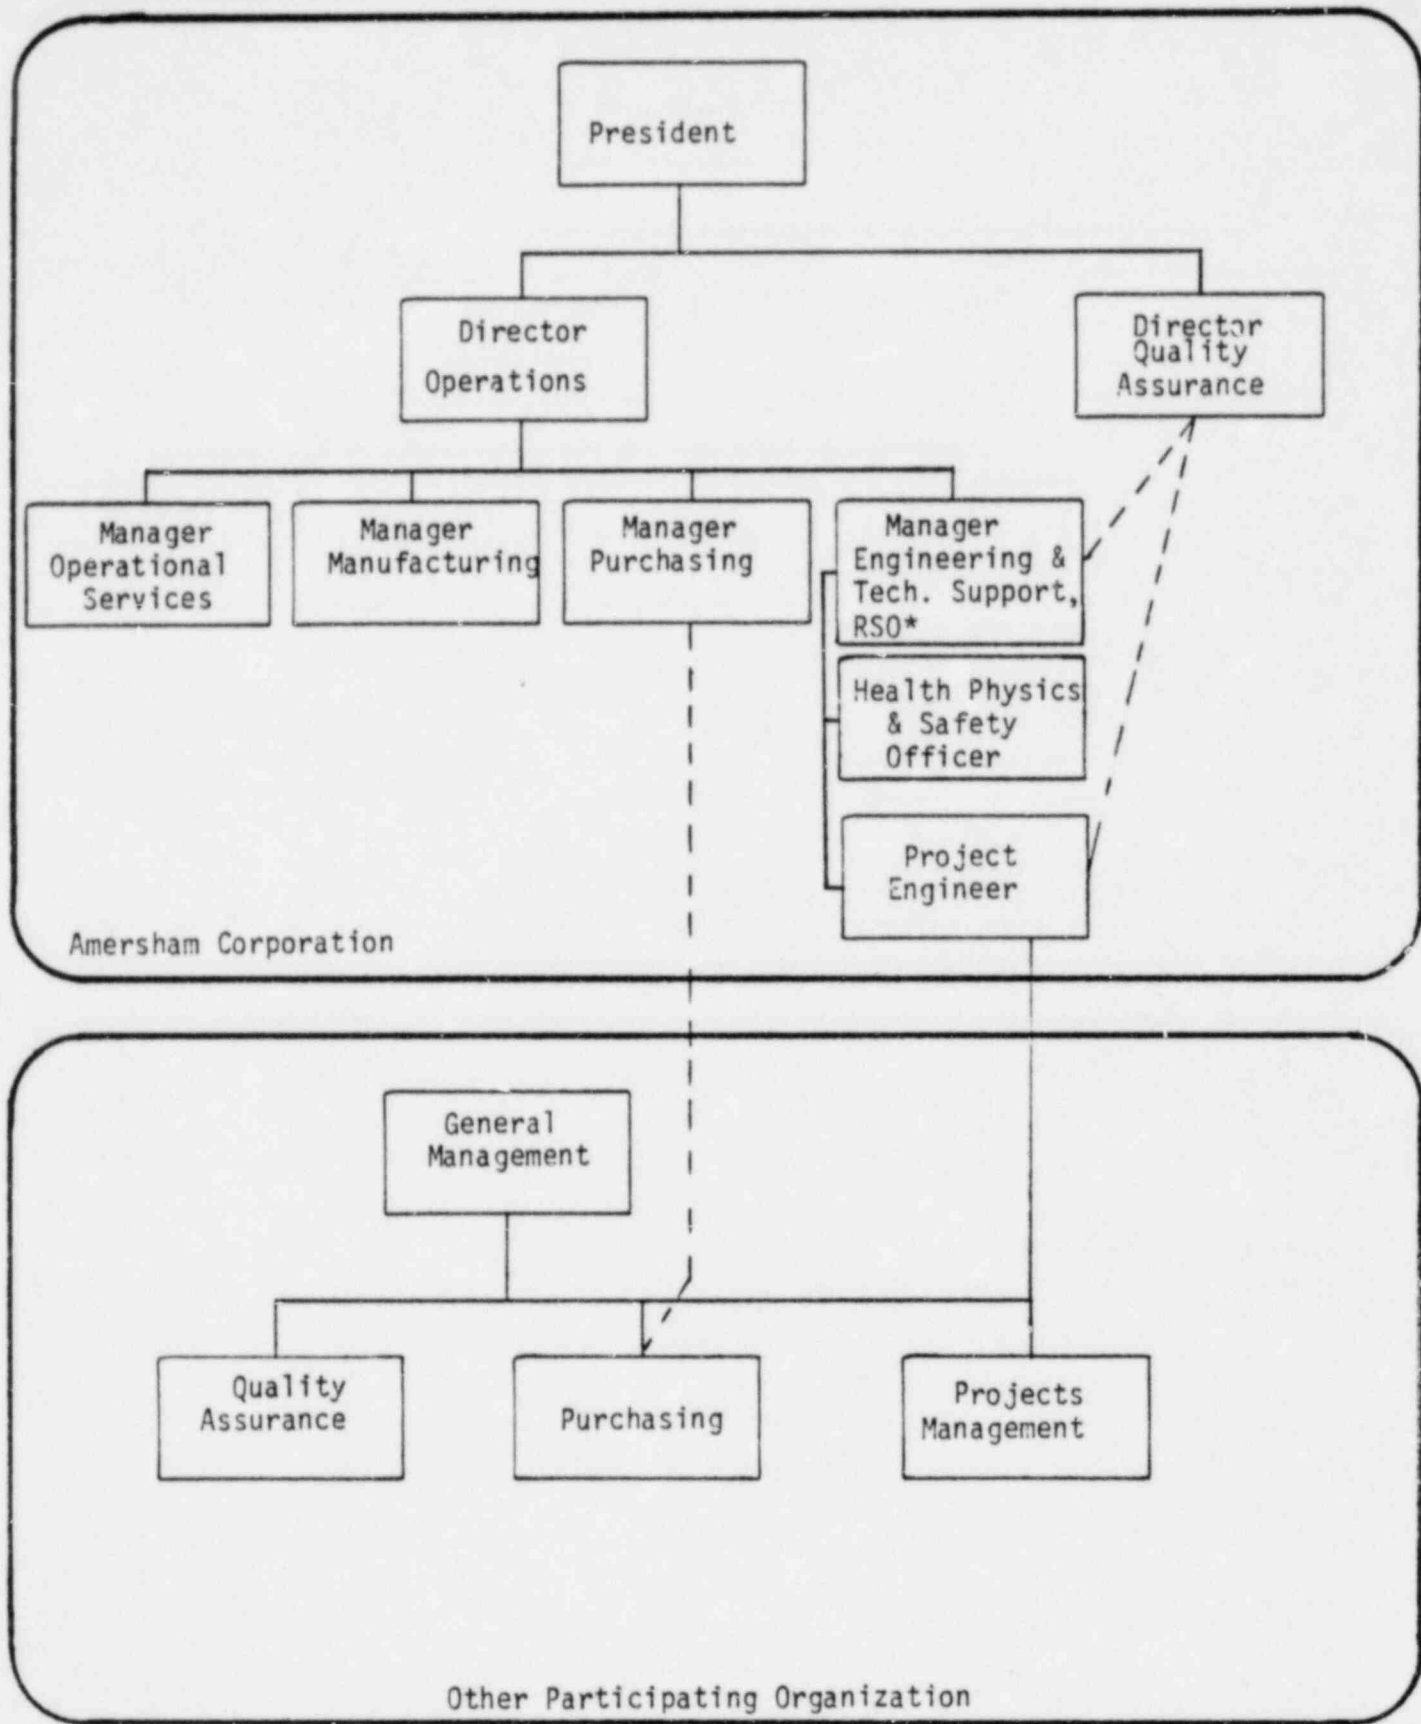 President
Director
Operations
Director
Quality
Assurance
Manager
Operational
Services
Manager
Manufacturing
Manager
Purchasing
Manager
Engineering &
Tech. Support,
RSO*
Health Physics
& Safety
Officer
Project
Engineer
Amersham Corporation
General
Management
Quality
Assurance
Purchasing
Projects
Management
Other Participating Organization